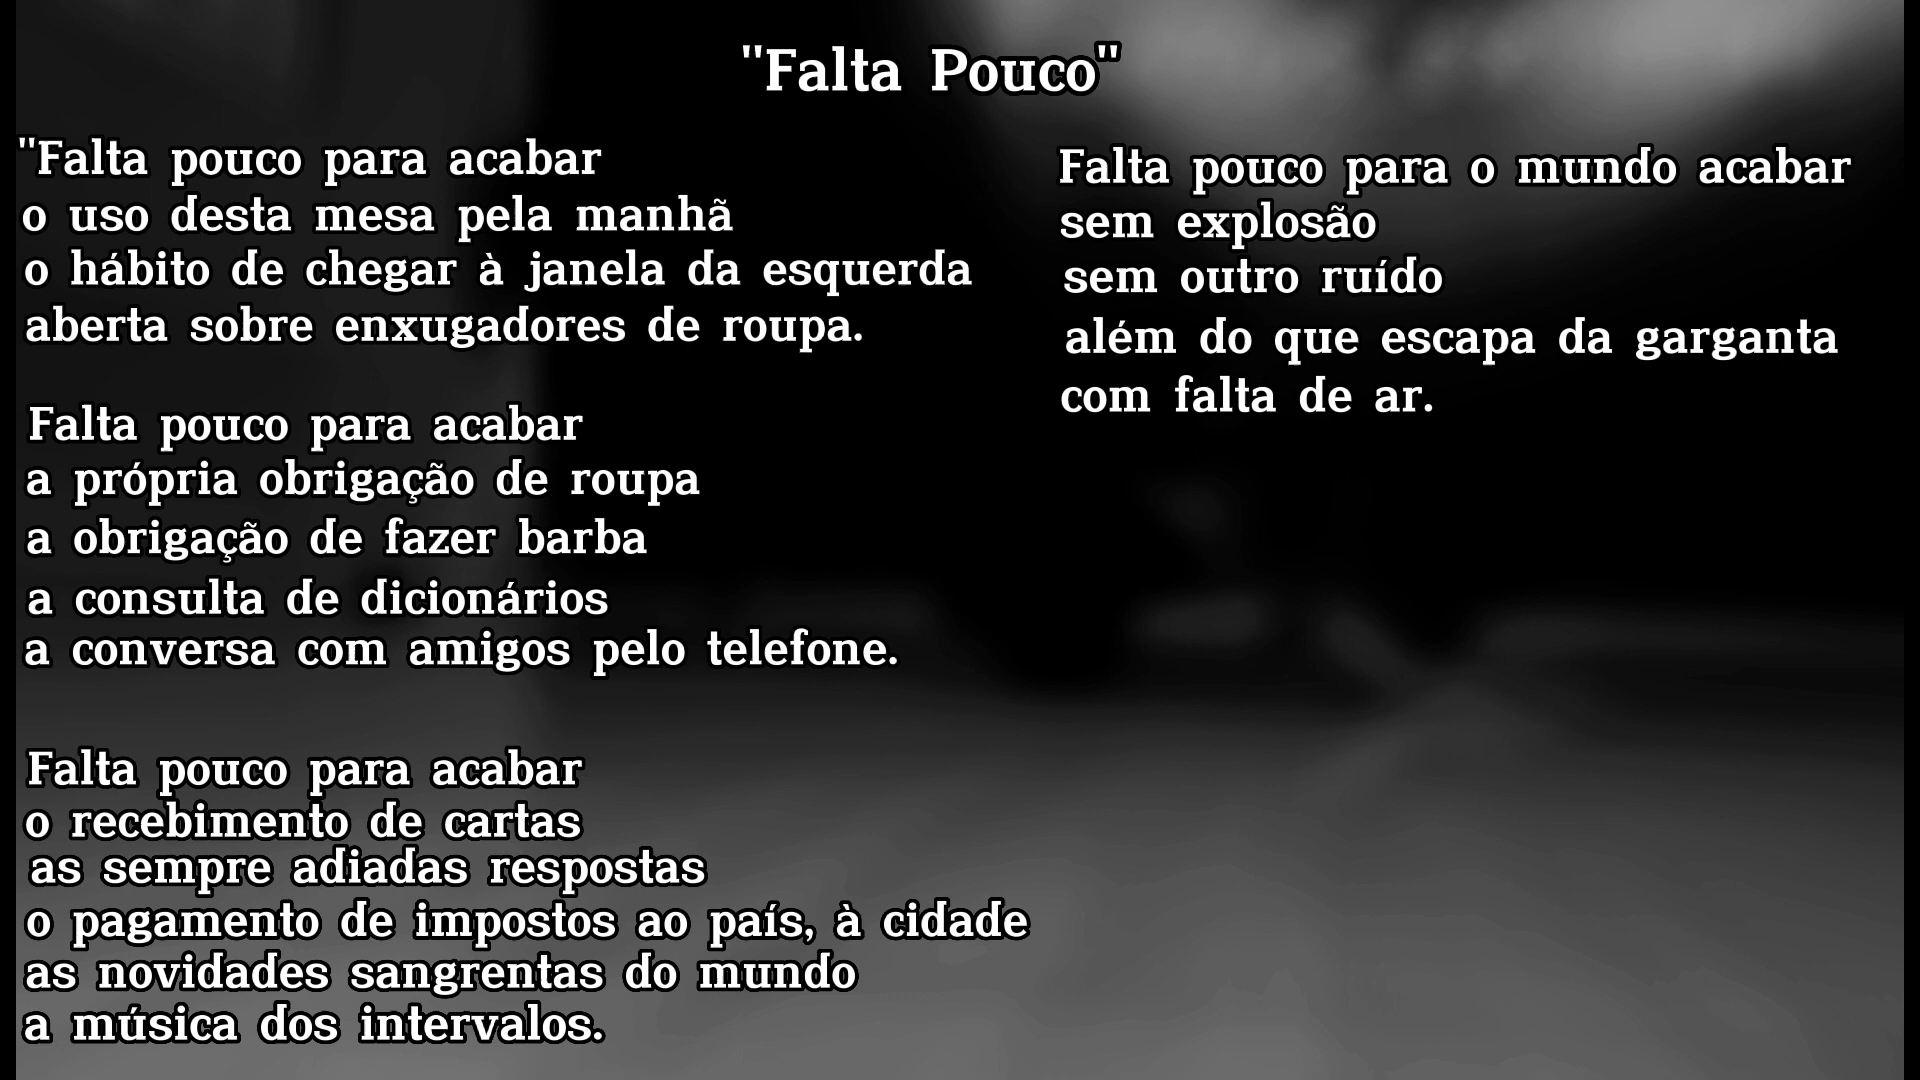 "Falta Pouco"
"Falta pouco para acabar
o uso desta mesa pela manhã
o hábito de chegar à janela da esquerda
aberta sobre enxugadores de roupa.
Falta pouco para acabar
a própria obrigação de roupa
a obrigação de fazer barba
a consulta de dicionários
a conversa com amigos pelo telefone.
Falta pouco para acabar
o recebimento de cartas
as sempre adiadas respostas
o pagamento de impostos ao país, à cidade
as novidades sangrentas do mundo
a música dos intervalos.
Falta pouco para o mundo acabar
sem explosão
sem outro ruído
além do que escapa da garganta
com falta de ar.